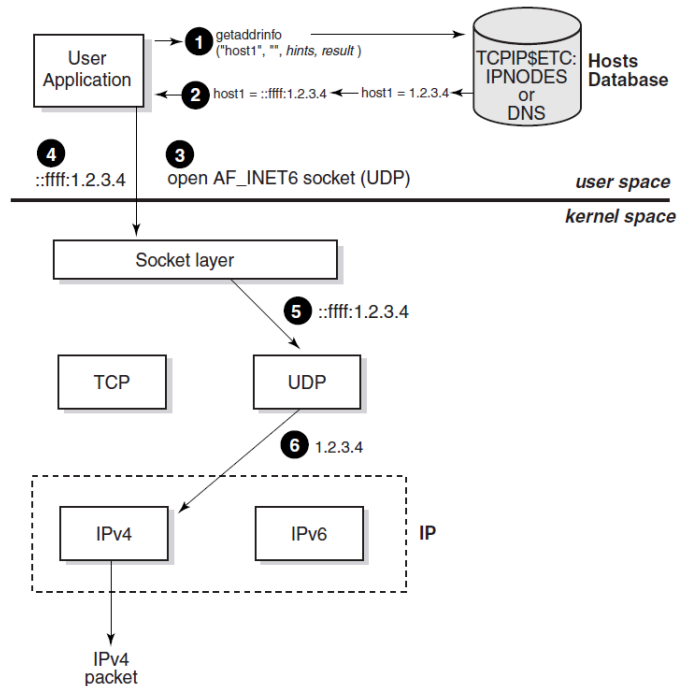 1 getaddrinfo
("host1", "", hints, result )
User
Application
TCPIP$ETC:
IPNODES
or
DNS
Hosts
Database
2 host1 = ::ffff:1.2.3.4 host1 = 1.2.3.4
4
::ffff:1.2.3.4
3
open AF_INET6 socket (UDP)
user space
kernel space
Socket layer
5 ::ffff:1.2.3.4
TCP
UDP
6 1.2.3.4
IPv4
IPv6
IP
IPv4
packet